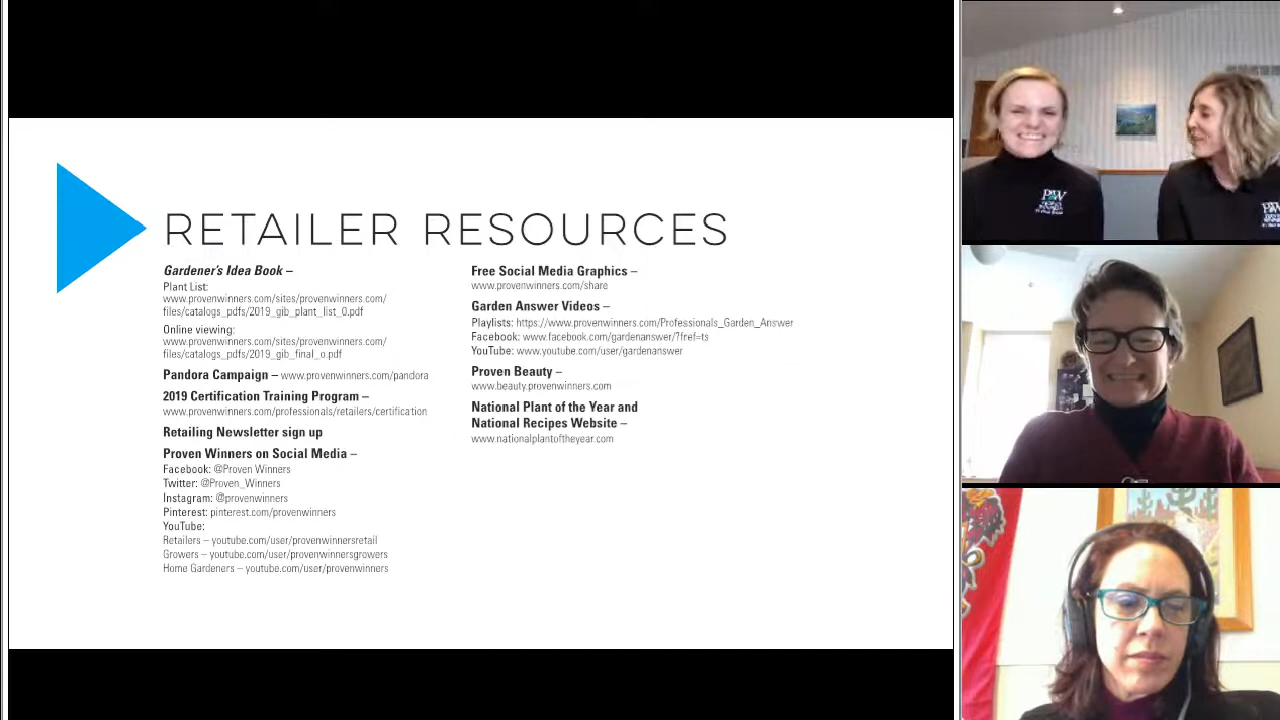 RETAILER RESOURCES
Gardener's Idea Book –
Plant List:
www.provenwinners.com/sites/provenwinners.com/
files/catalogs_pdfs/2019_gib_plant_list_0.pdf
Online viewing:
www.provenwinners.com/sites/provenwinners.com/
files/catalogs_pdfs/2019_gib_final_o.pdf
Pandora Campaign – www.provenwinners.com/pandora
2019 Certification Training Program –
www.provenwinners.com/professionals/retailers/certification
Retailing Newsletter sign up
Proven Winners on Social Media –
Facebook: @Proven Winners
Twitter: @Proven_Winners
Instagram: @provenwinners
Pinterest: pinterest.com/provenwinners
YouTube:
Retailers – youtube.com/user/provenwinnersretail
Growers – youtube.com/user/provenwinnersgrowers
Home Gardeners – youtube.com/user/provenwinners
Free Social Media Graphics –
www.provenwinners.com/share
Garden Answer Videos –
Playlists: https://www.provenwinners.com/Professionals_Garden_Answer
Facebook: www.facebook.com/gardenanswer/?fref=ts
YouTube: www.youtube.com/user/gardenanswer
Proven Beauty –
www.beauty.provenwinners.com
National Plant of the Year and
National Recipes Website –
www.nationalplantoftheyear.com